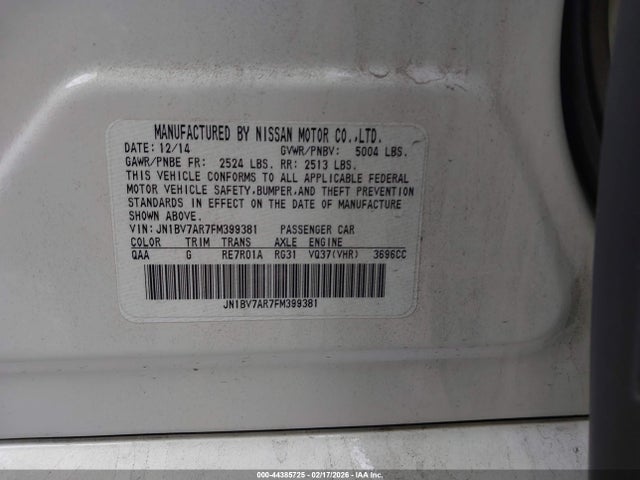 MANUFACTURED BY NISSAN MOTOR CO.,LTD.
DATE: 12/14 GVWR/PNBV: 5004 LBS.
GAWR/PNBE FR: 2524 LBS. RR: 2513 LBS.
THIS VEHICLE CONFORMS TO ALL APPLICABLE FEDERAL
MOTOR VEHICLE SAFETY,BUMPER,AND THEFT PREVENTION
STANDARDS IN EFFECT ON THE DATE OF MANUFACTURE
SHOWN ABOVE.
VIN: JN1BV7AR7FM399381 PASSENGER CAR
COLOR TRIM TRANS AXLE ENGINE
QAA G RE7R01A RG31 VQ37(VHR) 3696CC
JN1BV7AR7FM399381
000-44385725 - 02/17/2026 - IAAI.COM